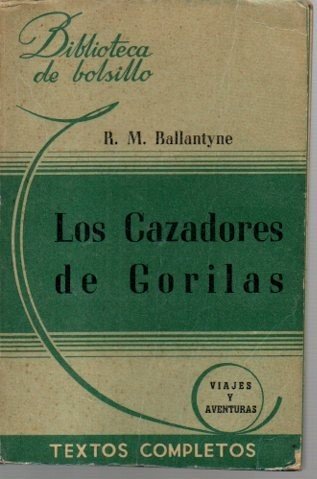 Biblioteca
de bolsillo
R. M. Ballantyne
Los Cazadores
de Gorilas
VIAJES
Y
AVENTURAS
TEXTOS COMPLETOS